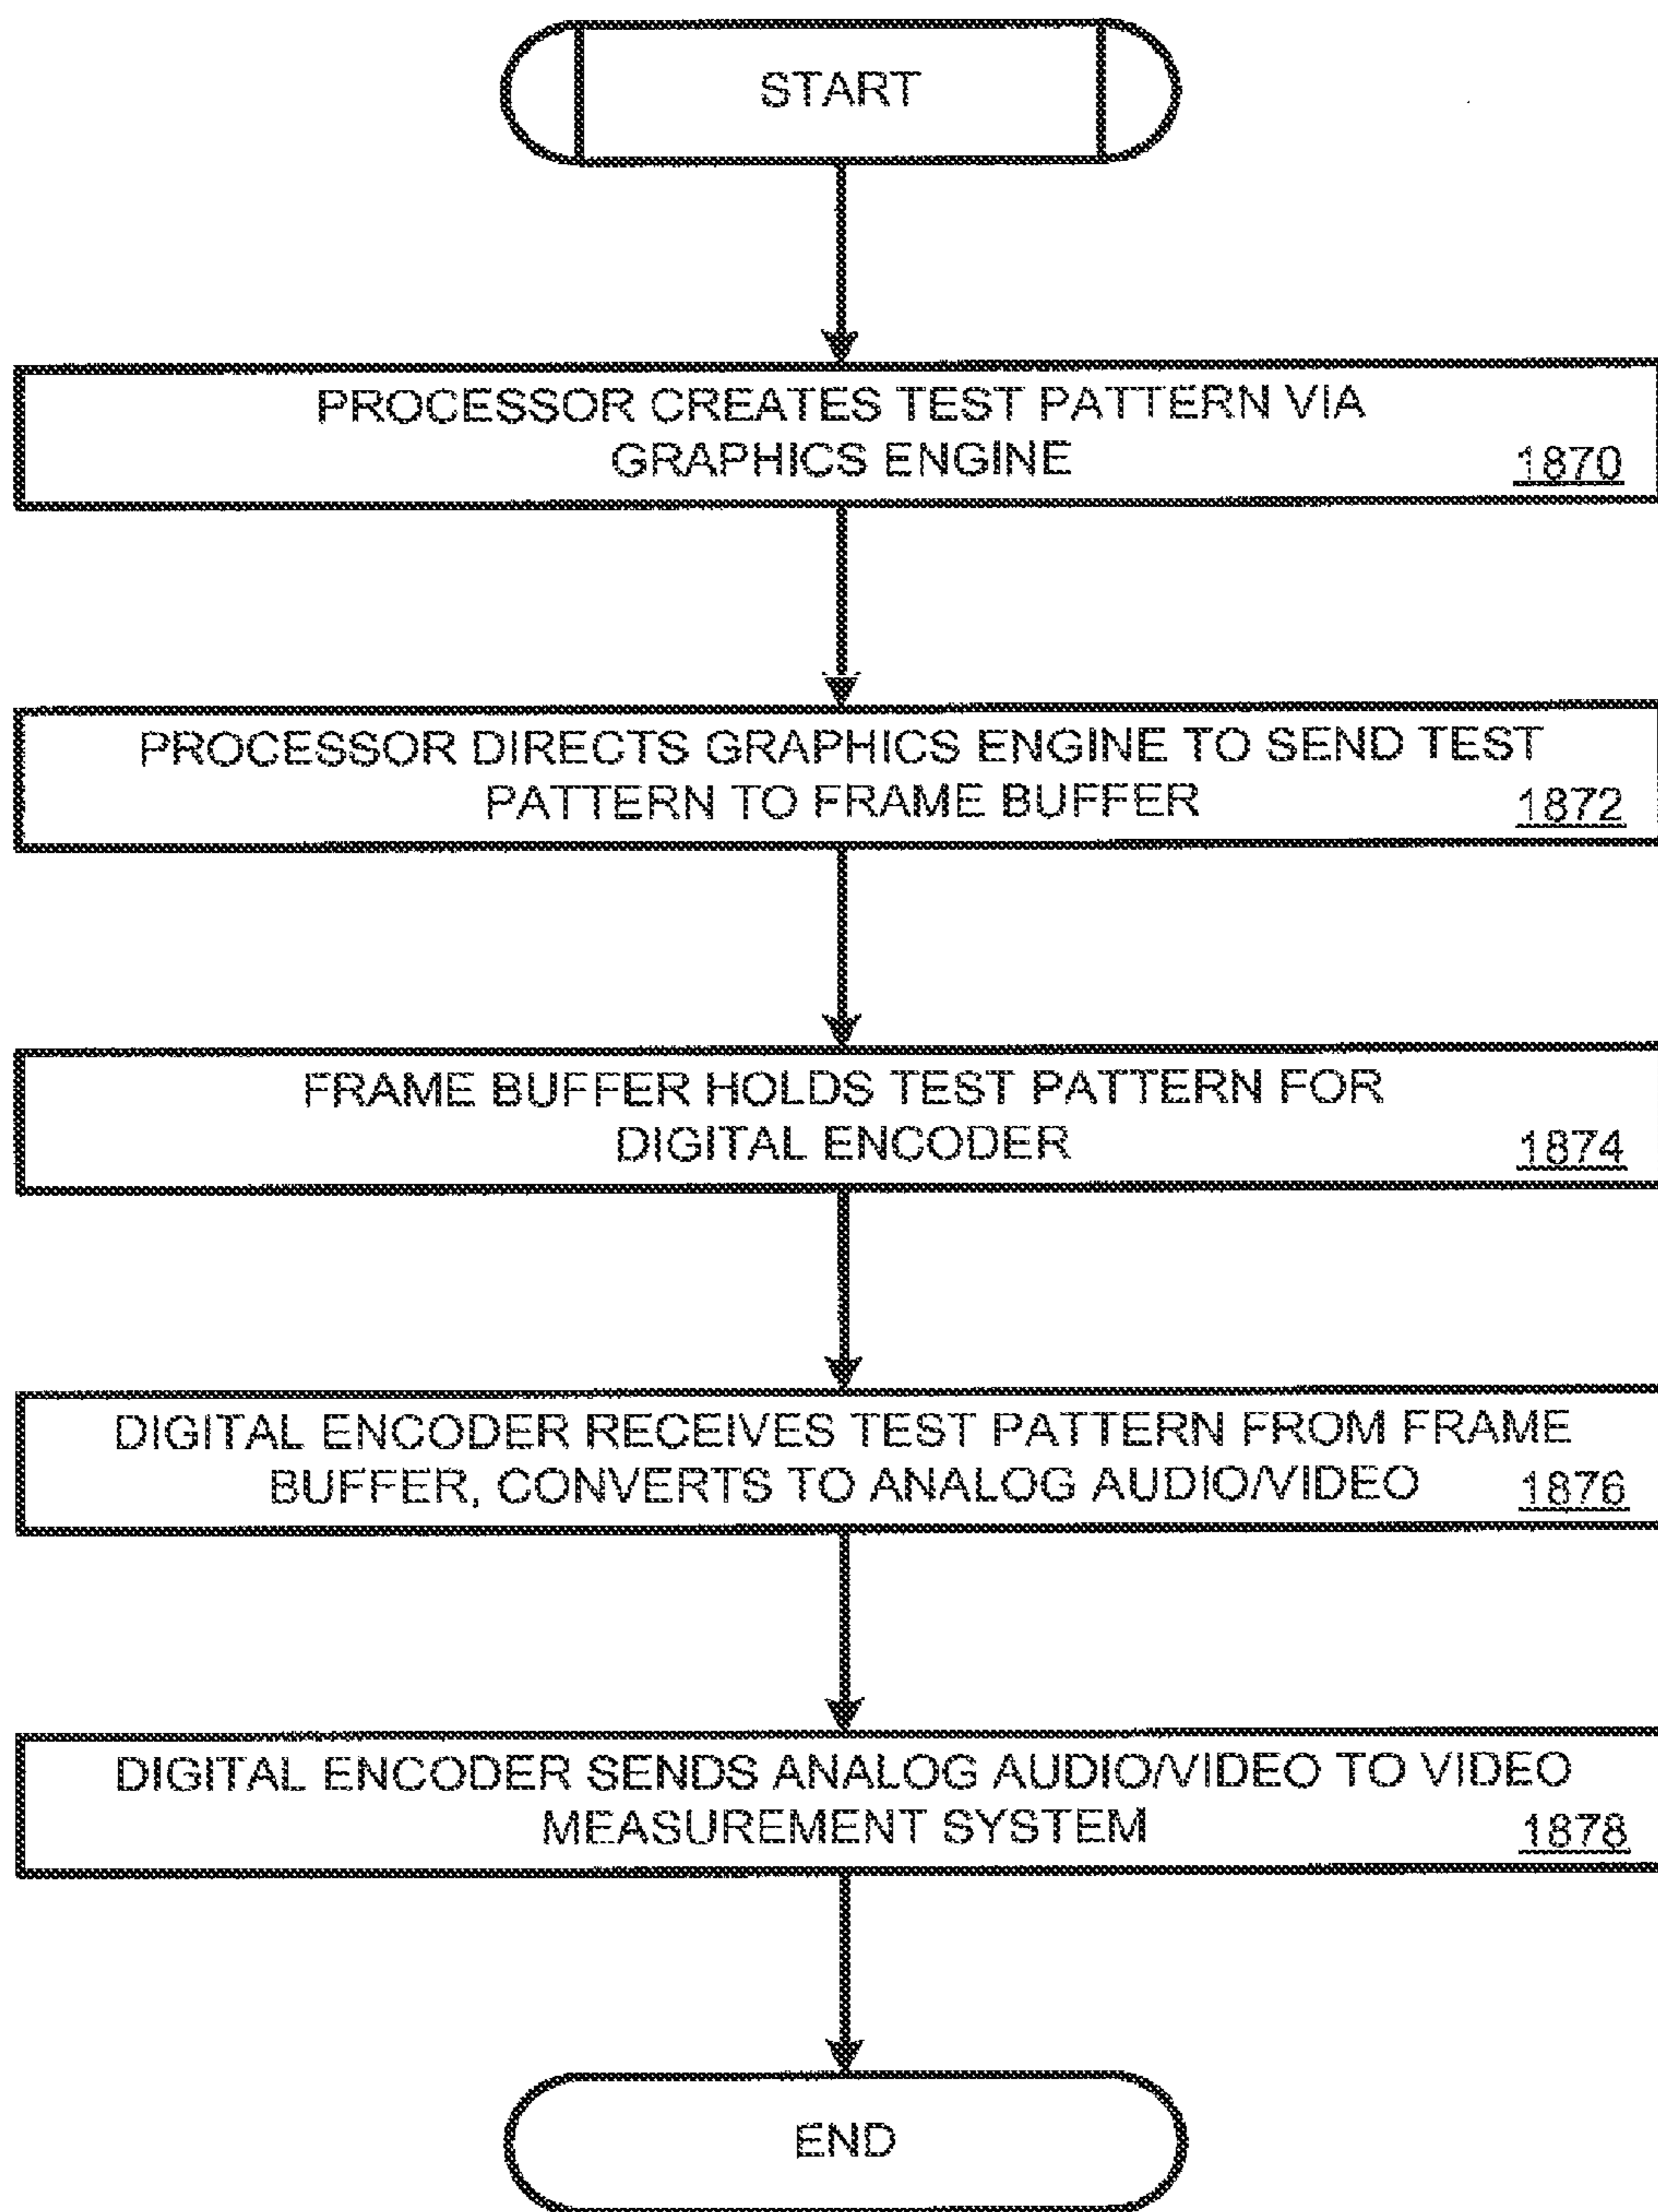 START
PROCESSOR CREATES TEST PATTERN VIA
GRAPHICS ENGINE
1870
PROCESSOR DIRECTS GRAPHICS ENGINE TO SEND TEST
PATTERN TO FRAME BUFFER
1872
FRAME BUFFER HOLDS TEST PATTERN FOR
DIGITAL ENCODER
1874
DIGITAL ENCODER RECEIVES TEST PATTERN FROM FRAME
BUFFER, CONVERTS TO ANALOG AUDIO/VIDEO
1876
DIGITAL ENCODER SENDS ANALOG AUDIO/VIDEO TO VIDEO
MEASUREMENT SYSTEM
1878
END